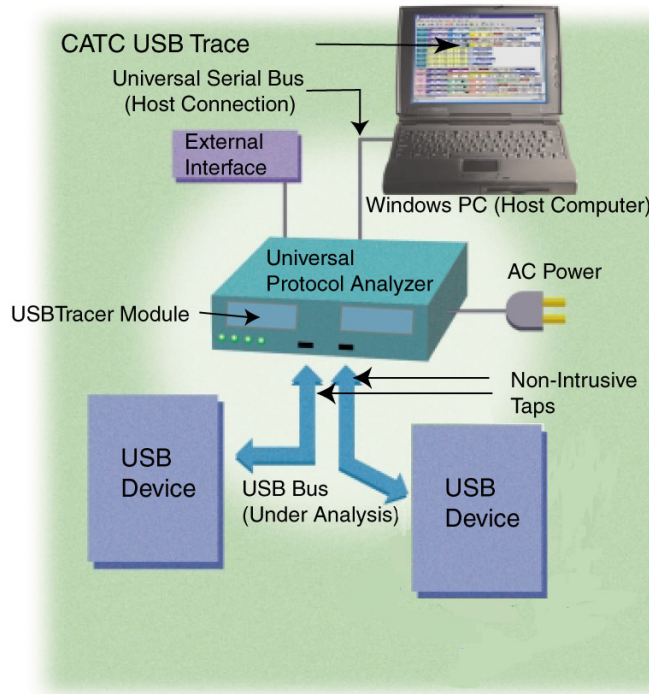 CATC USB Trace
Universal Serial Bus
(Host Connection)
External
Interface
Windows PC (Host Computer)
Universal
Protocol Analyzer
AC Power
USBTracer Module
Non-Intrusive
Taps
USB
Device
USB Bus
(Under Analysis)
USB
Device